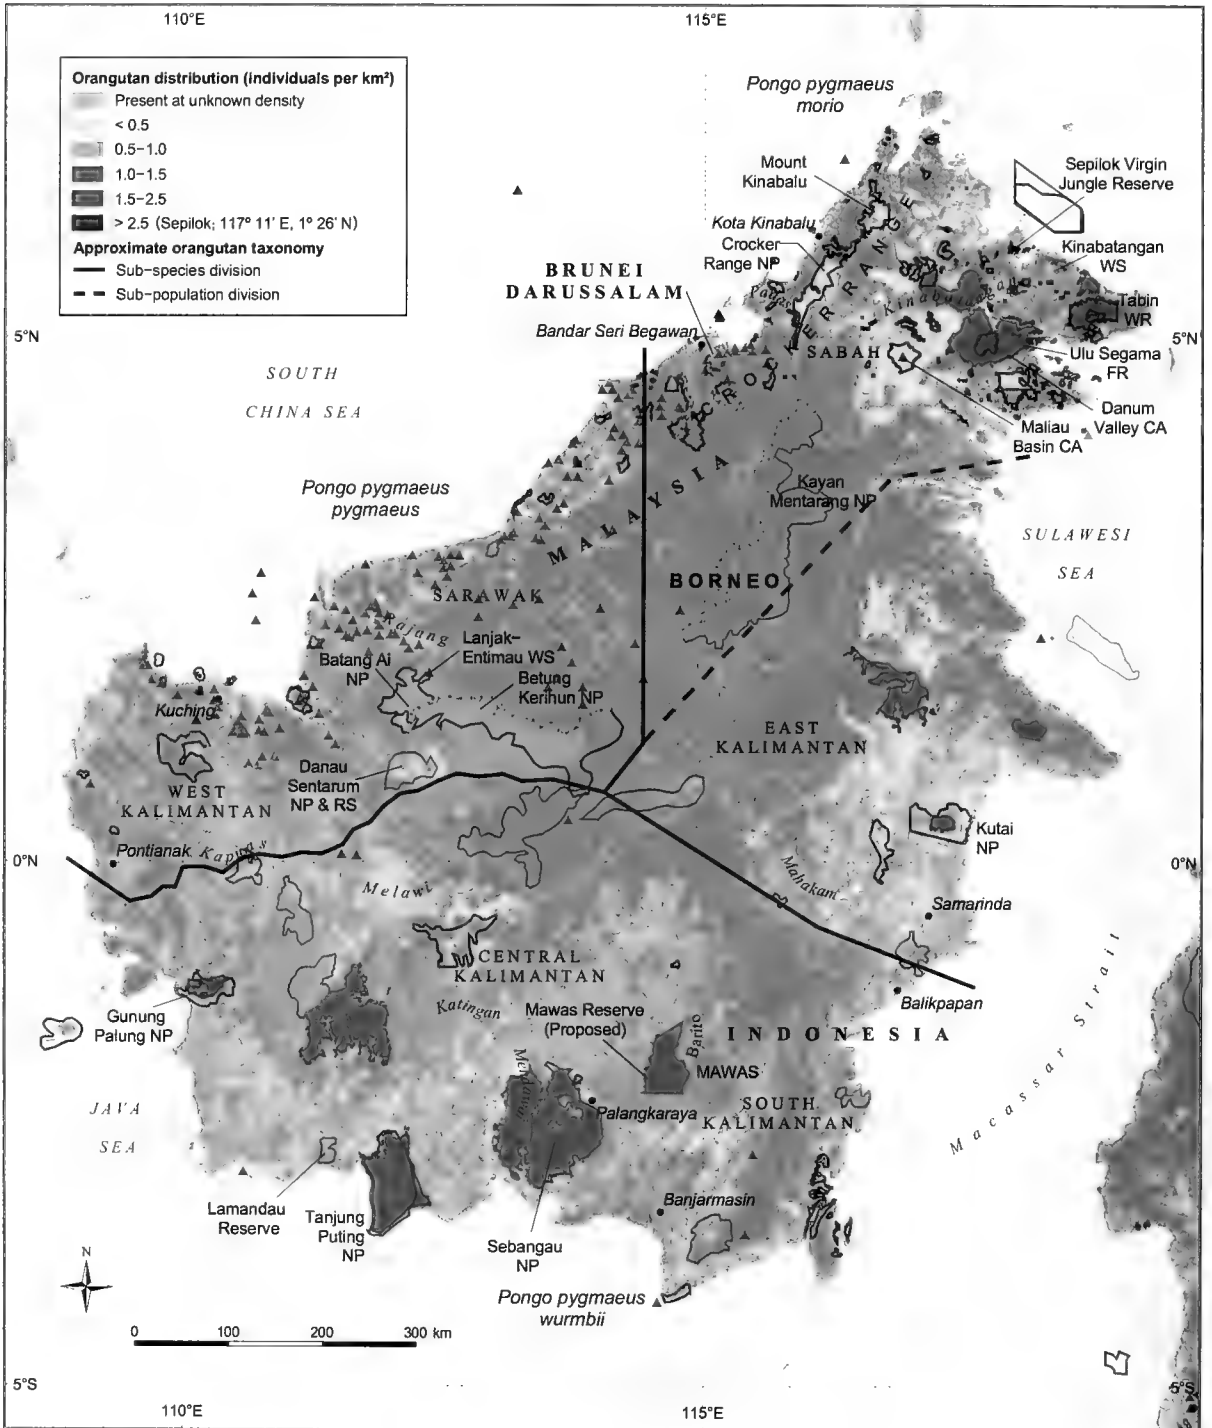 110°E
115°E
Orangutan distribution (individuals per km²)
Present at unknown density
< 0.5
0.5–1.0
1.0–1.5
1.5–2.5
> 2.5 (Sepilok; 117° 11' E, 1° 26' N)
Approximate orangutan taxonomy
Sub–species division
Sub–population division
Pongo pygmaeus
morio
Mount
Kinabalu
Sepilok Virgin
Jungle Reserve
Kota Kinabalu
Crocker
Range NP
Kinabatangan
WS
BRUNEI
DARUSSALAM
Padas
CROCKER RANGE
Kinabatangan
Tabin
WR
5°N
Bandar Seri Begawan
SABAH
5°N
Ulu Segama
FR
SOUTH
CHINA SEA
Danum
Valley CA
Maliau
Basin CA
Pongo pygmaeus
pygmaeus
MALAYSIA
Kayan
Mentarang NP
SULAWESI
SEA
BORNEO
SARAWAK
Rajang
Lanjak–
Entimau WS
Batang Ai
NP
Betung
Kerihun NP
Kuching
EAST
KALIMANTAN
Danau
Sentarum
NP & RS
WEST
KALIMANTAN
Kutai
NP
Pontianak
Kapuas
0°N
0°N
Melawi
Mahakam
Samarinda
CENTRAL
KALIMANTAN
Balikpapan
Katingan
Gunung
Palung NP
Mawas Reserve
(Proposed)
Barito
INDONESIA
MAWAS
Macassar Strait
JAVA
SEA
Palangkaraya
SOUTH
KALIMANTAN
Lamandau
Reserve
Tanjung
Puting
NP
Banjarmasin
Sebangau
NP
N
Pongo pygmaeus
wurmbii
0 100 200 300 km
5°S
5°S
110°E
115°E